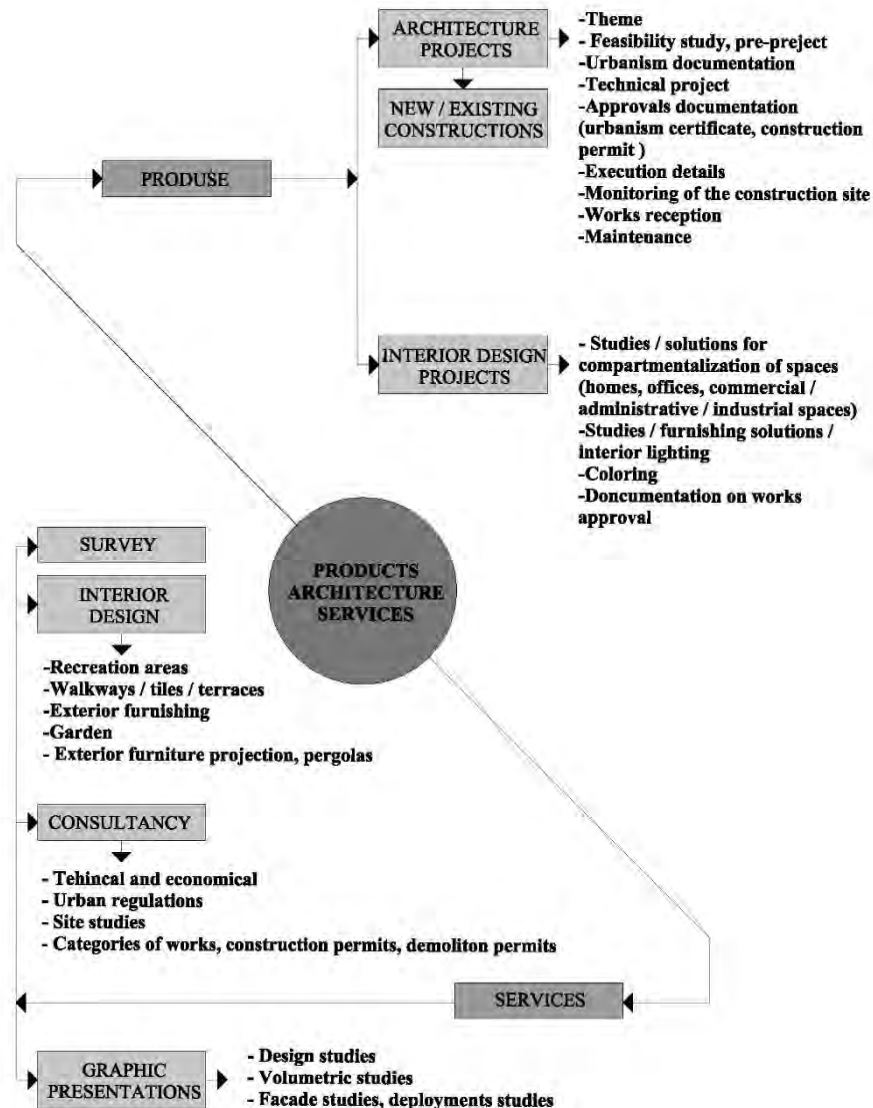 ARCHITECTURE
PROJECTS
-Theme
- Feasibility study, pre-preject
-Urbanism documentation
-Technical project
-Approvals documentation
(urbanism certificate, construction
permit )
-Execution details
-Monitoring of the construction site
-Works reception
-Maintenance
NEW / EXISTING
CONSTRUCTIONS
PRODUSE
INTERIOR DESIGN
PROJECTS
- Studies / solutions for
compartmentalization of spaces
(homes, offices, commercial /
administrative / industrial spaces)
-Studies / furnishing solutions /
interior lighting
-Coloring
-Doncumentation on works
approval
PRODUCTS
ARCHITECTURE
SERVICES
SURVEY
INTERIOR
DESIGN
-Recreation areas
-Walkways / tiles / terraces
-Exterior furnishing
-Garden
- Exterior furniture projection, pergolas
CONSULTANCY
- Tehincal and economical
- Urban regulations
- Site studies
- Categories of works, construction permits, demoliton permits
SERVICES
GRAPHIC
PRESENTATIONS
- Design studies
- Volumetric studies
- Facade studies, deployments studies